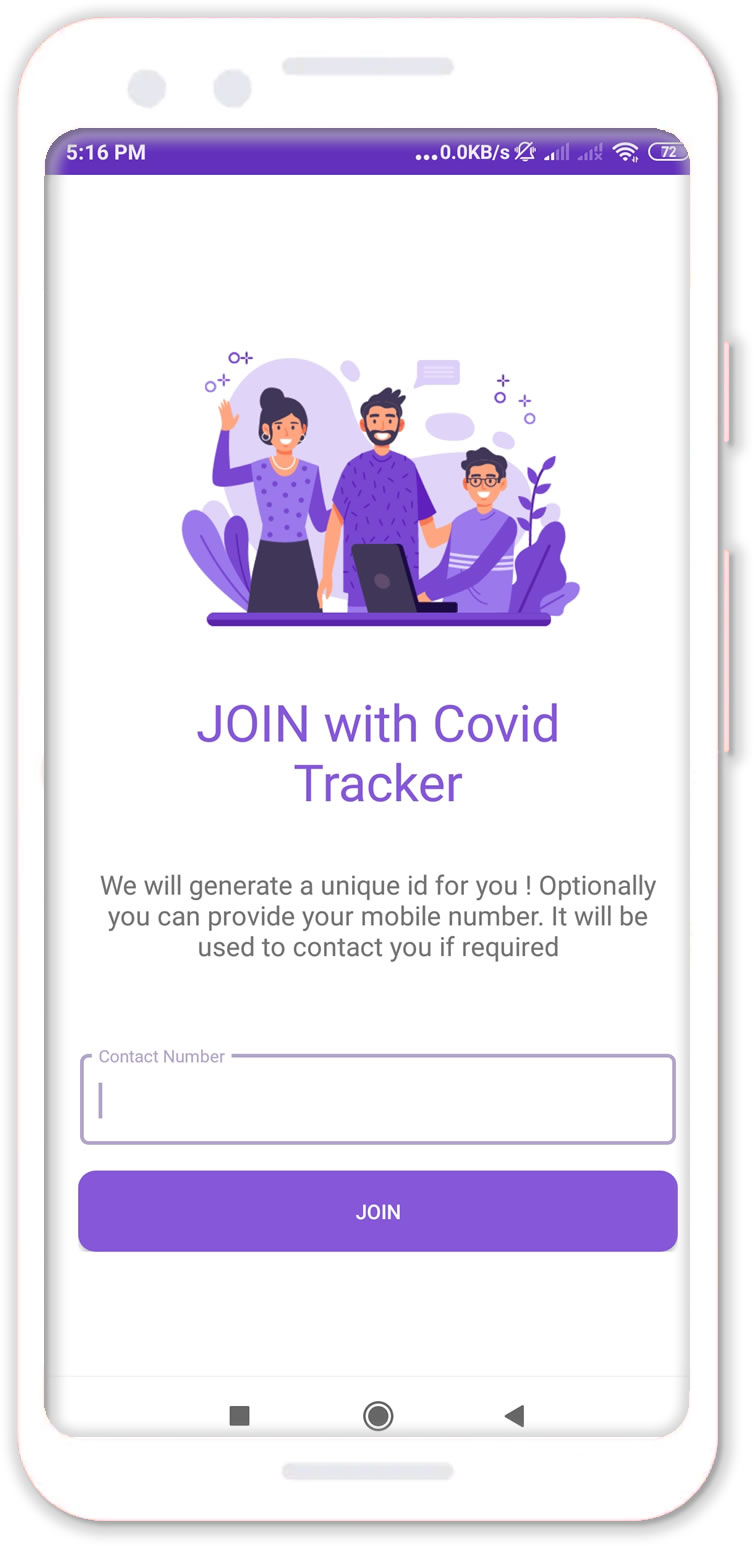 5:16 PM ...0.0KB/s 72
JOIN with Covid
Tracker
We will generate a unique id for you ! Optionally
you can provide your mobile number. It will be
used to contact you if required
Contact Number
JOIN